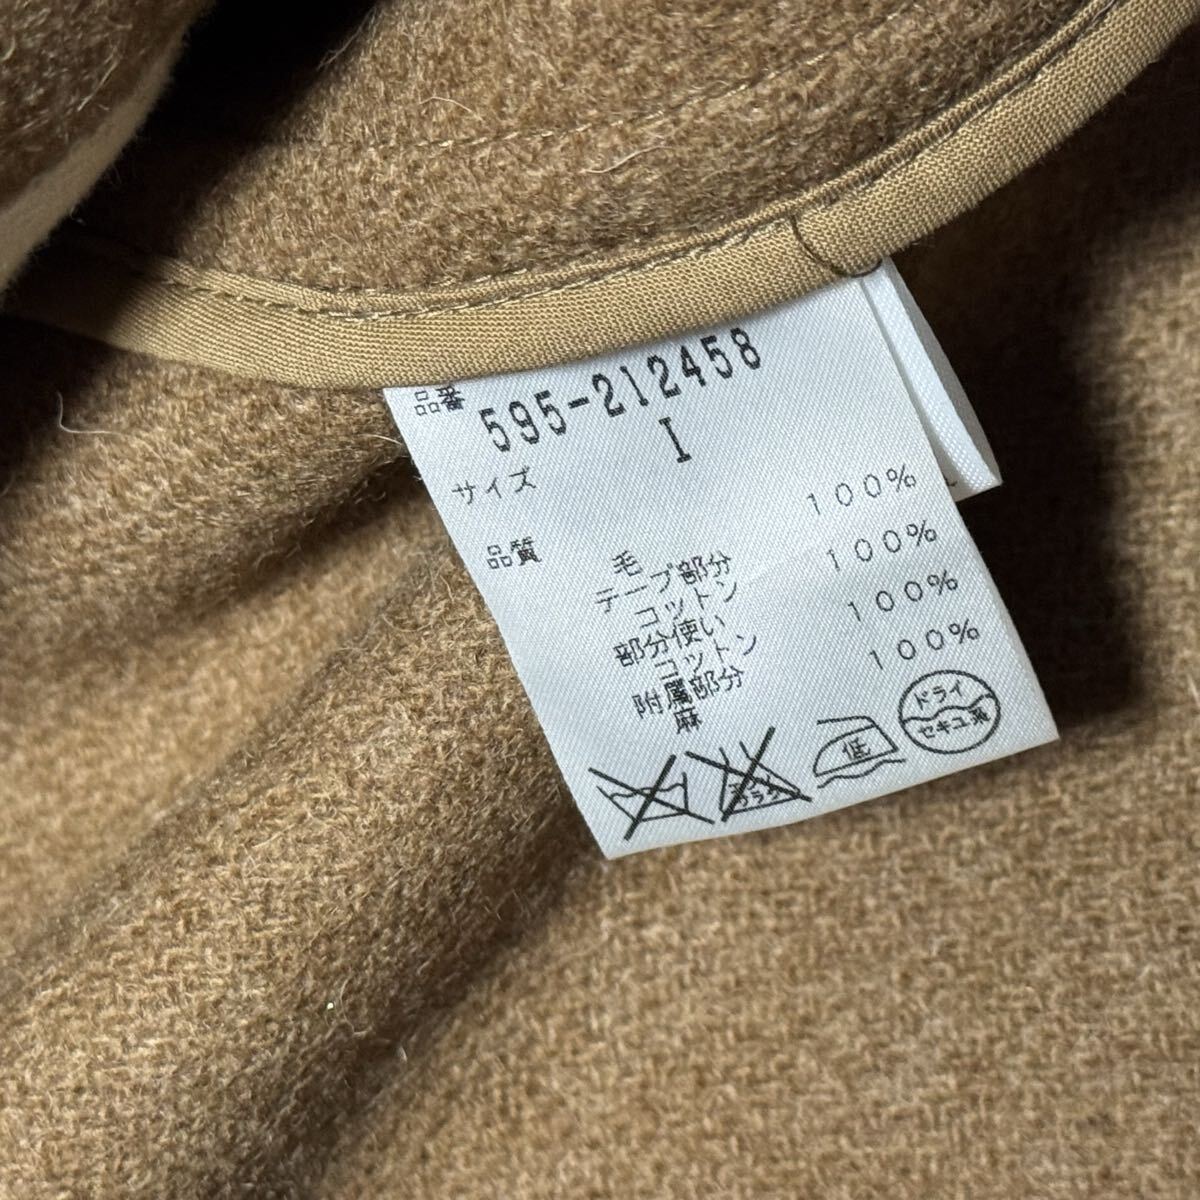 品番 595-212458
サイズ I
品質 毛 100%
テープ部分
コットン 100%
部分使い
コットン 100%
附属部分
麻 100%
低
ドライ
セキユ系